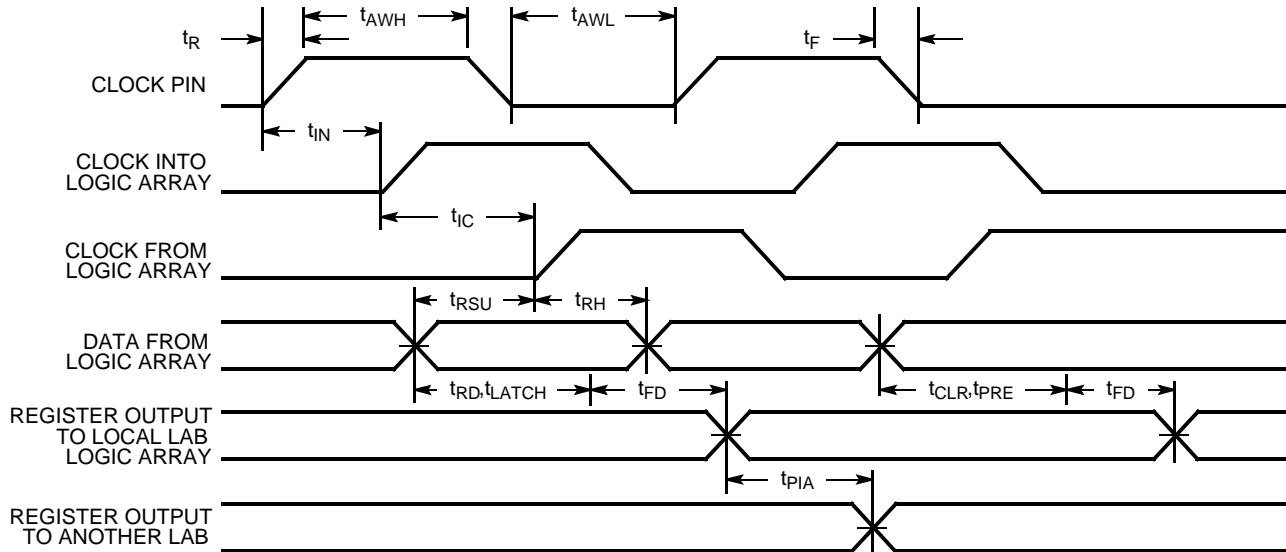 tAWH
tAWL
tR
tF
CLOCK PIN
tIN
CLOCK INTO
LOGIC ARRAY
tIC
CLOCK FROM
LOGIC ARRAY
tRSU
tRH
DATA FROM
LOGIC ARRAY
tRD,tLATCH
tFD
tCLR,tPRE
tFD
REGISTER OUTPUT
TO LOCAL LAB
LOGIC ARRAY
tPIA
REGISTER OUTPUT
TO ANOTHER LAB